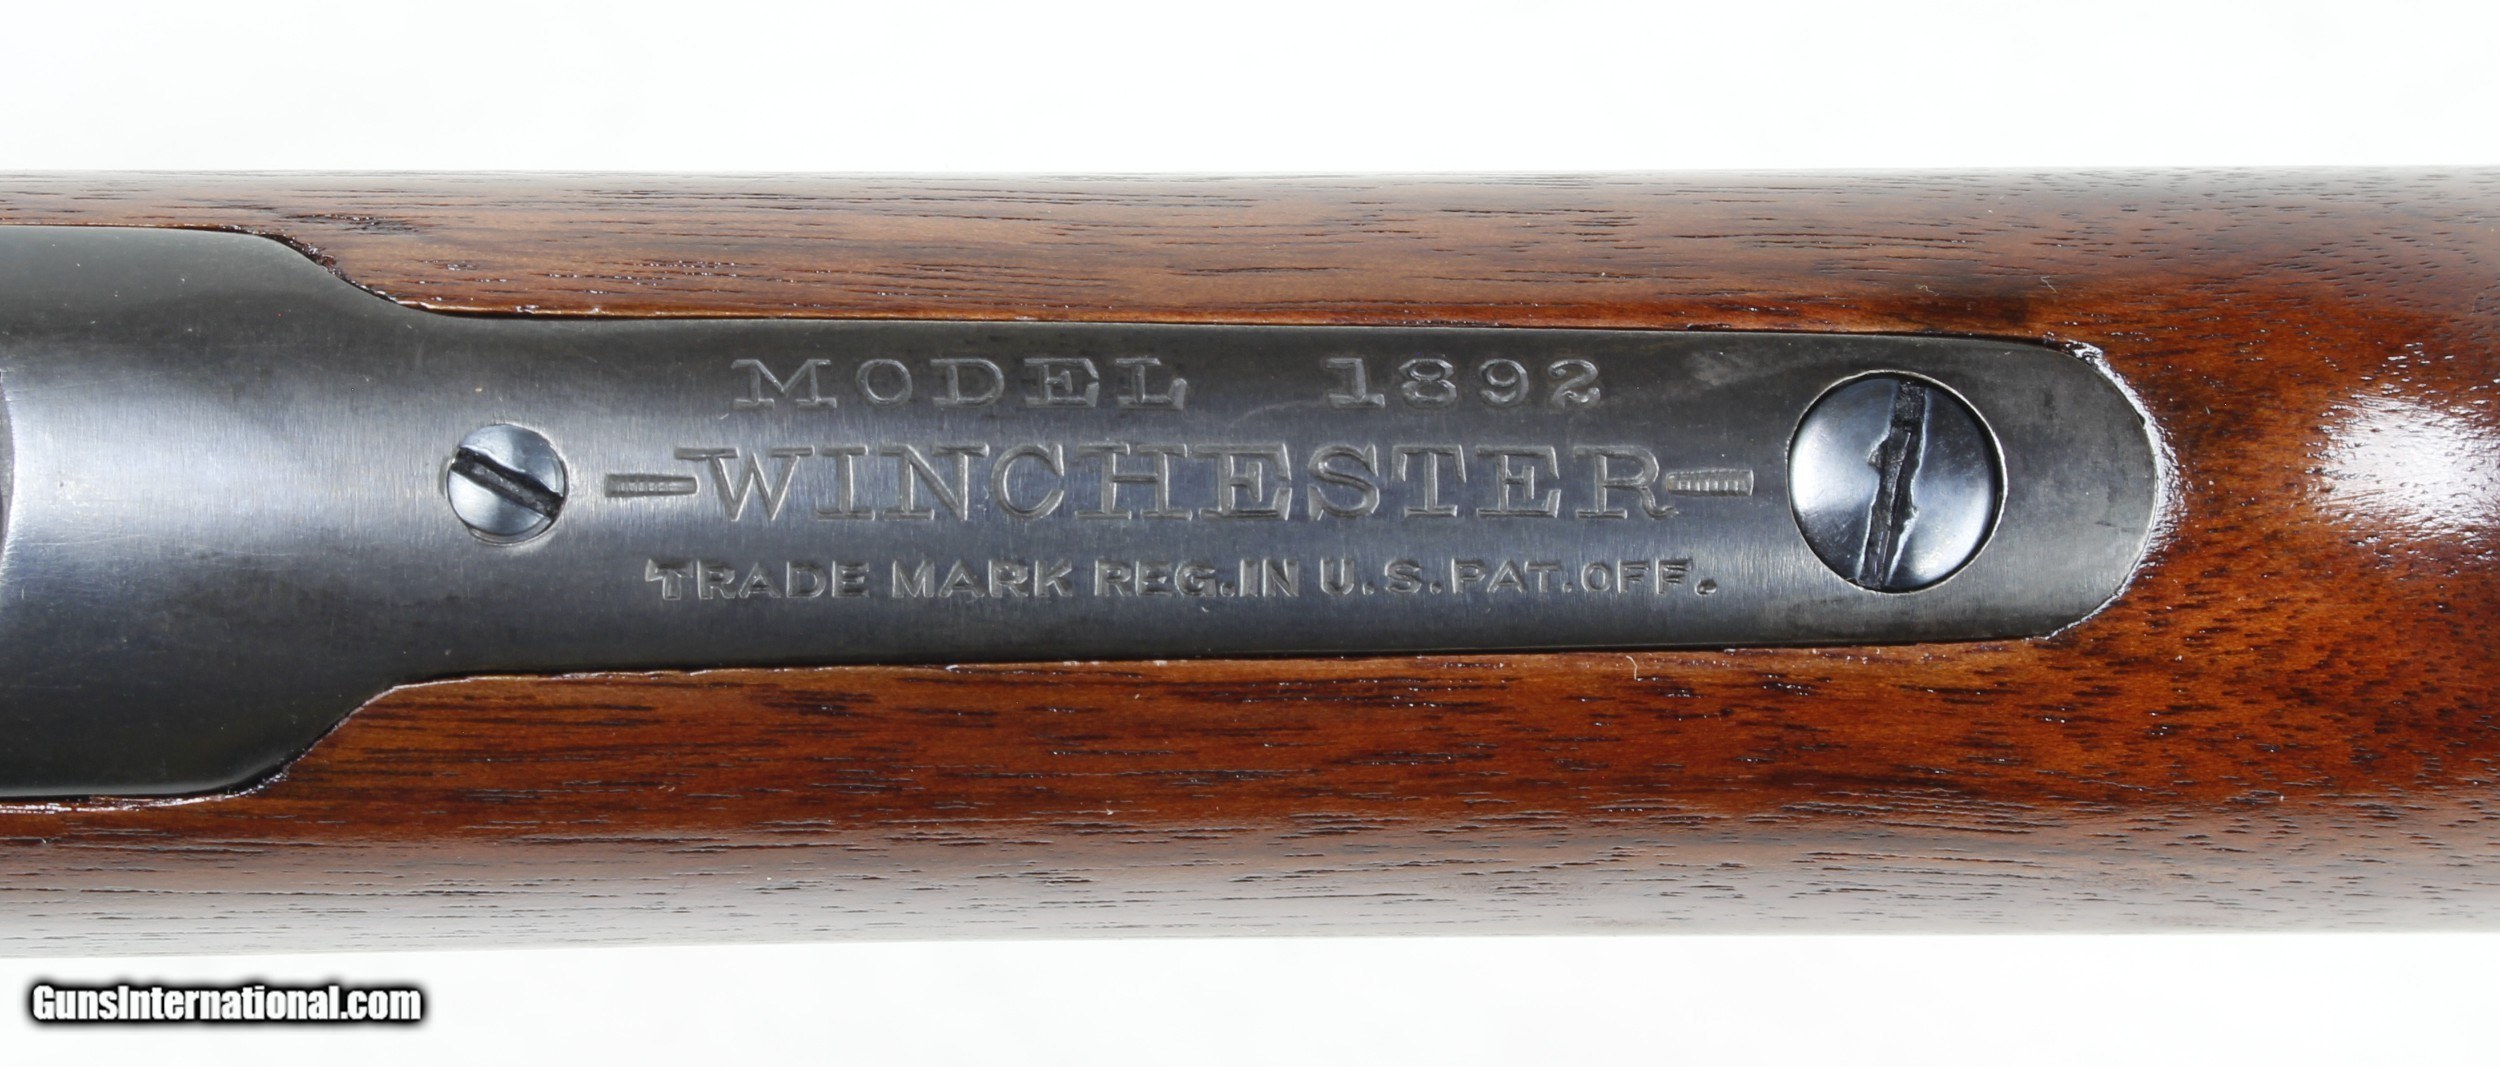 MODEL 1892
WINCHESTER
TRADE MARK REG. IN U.S. PAT. OFF.
GunsInternational.com